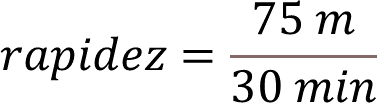 rapidez = 75 m / 30 min